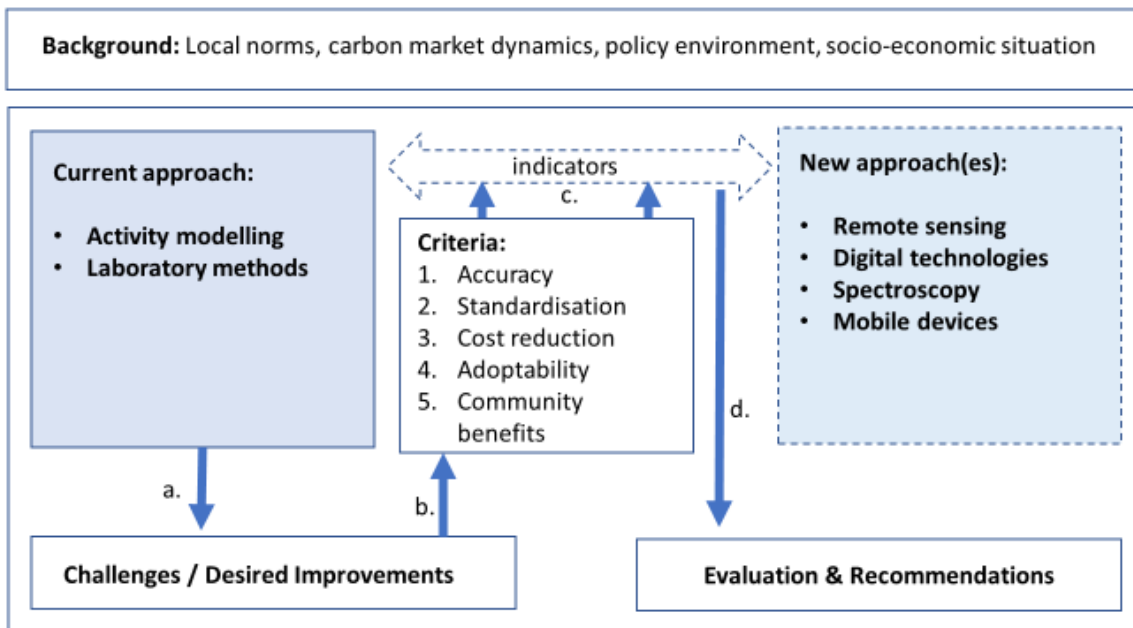 Background: Local norms, carbon market dynamics, policy environment, socio-economic situation
Current approach:
• Activity modelling
• Laboratory methods
indicators
c.
Criteria:
1. Accuracy
2. Standardisation
3. Cost reduction
4. Adoptability
5. Community
benefits
New approach(es):
• Remote sensing
• Digital technologies
• Spectroscopy
• Mobile devices
a.
b.
d.
Challenges / Desired Improvements
Evaluation & Recommendations